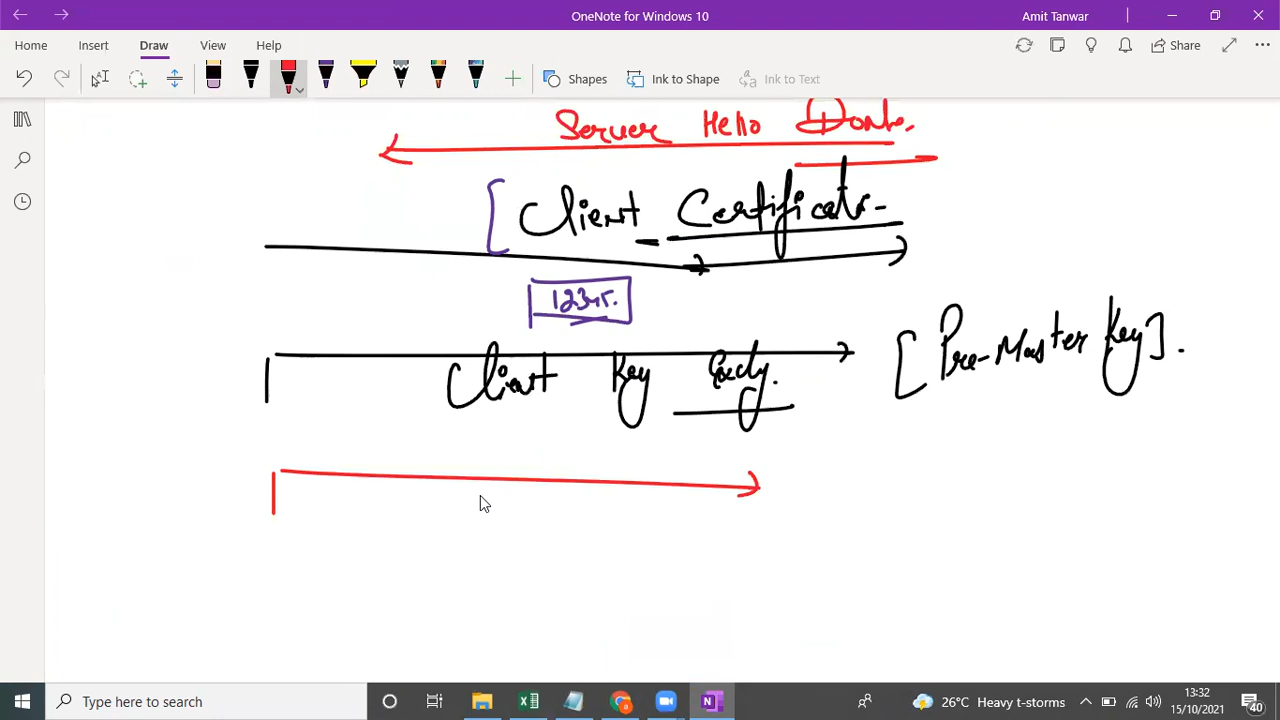 OneNote for Windows 10
Amit Tanwar
Home Insert Draw View Help
Share
Shapes Ink to Shape Ink to Text
Server Hello Done.
[Client Certificate
12345.
[Pre-Master Key].
Client Key
Type here to search
26°C Heavy t-storms
13:32
15/10/2021
40